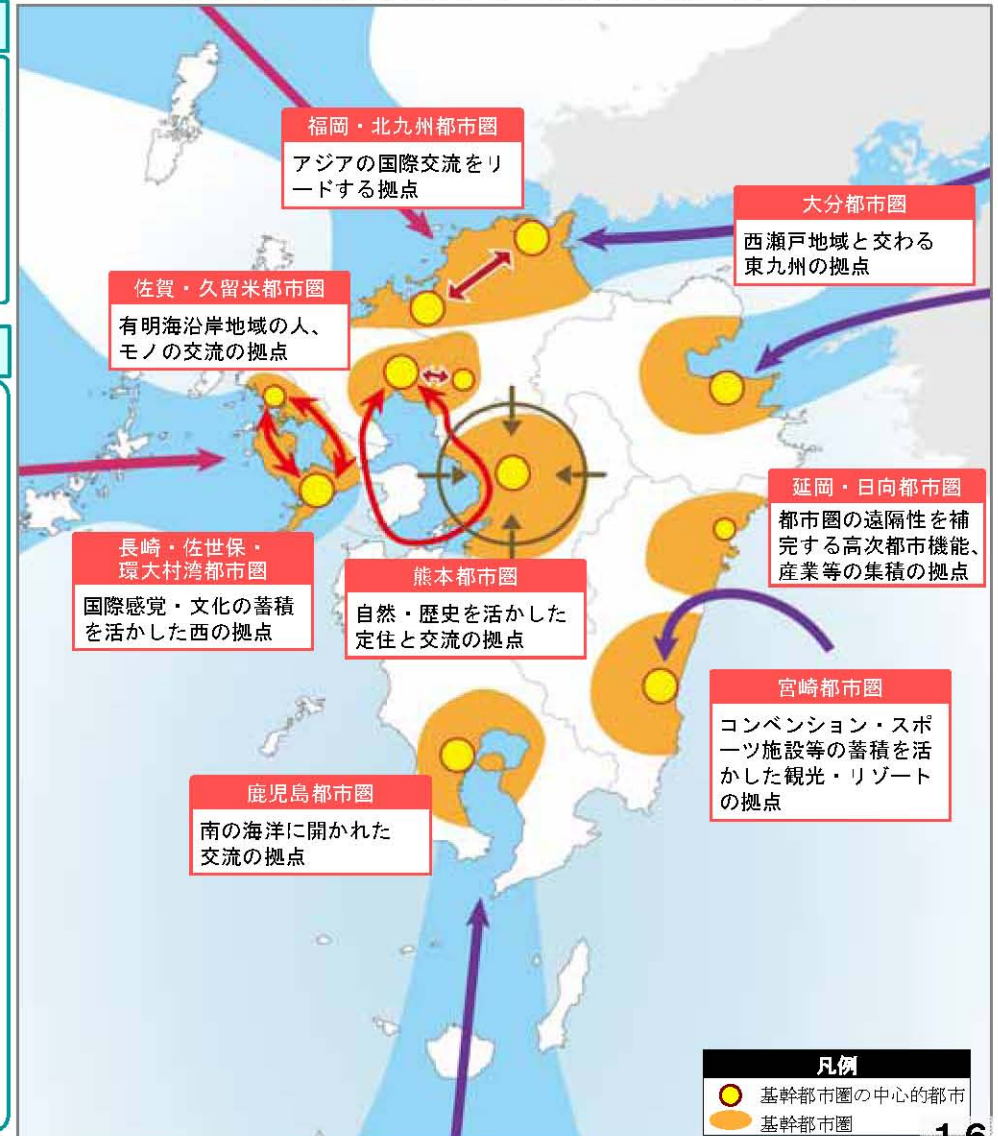 福岡・北九州都市圏
アジアの国際交流をリ
ードする拠点
大分都市圏
西瀬戸地域と交わる
東九州の拠点
佐賀・久留米都市圏
有明海沿岸地域の人、
モノの交流の拠点
延岡・日向都市圏
都市圏の遠隔性を補
完する高次都市機能、
産業等の集積の拠点
長崎・佐世保・
環大村湾都市圏
国際感覚・文化の蓄積
を活かした西の拠点
熊本都市圏
自然・歴史を活かした
定住と交流の拠点
宮崎都市圏
コンベンション・スポ
ーツ施設等の蓄積を活
かした観光・リゾート
の拠点
鹿児島都市圏
南の海洋に開かれた
交流の拠点
凡例
基幹都市圏の中心的都市
基幹都市圏
16